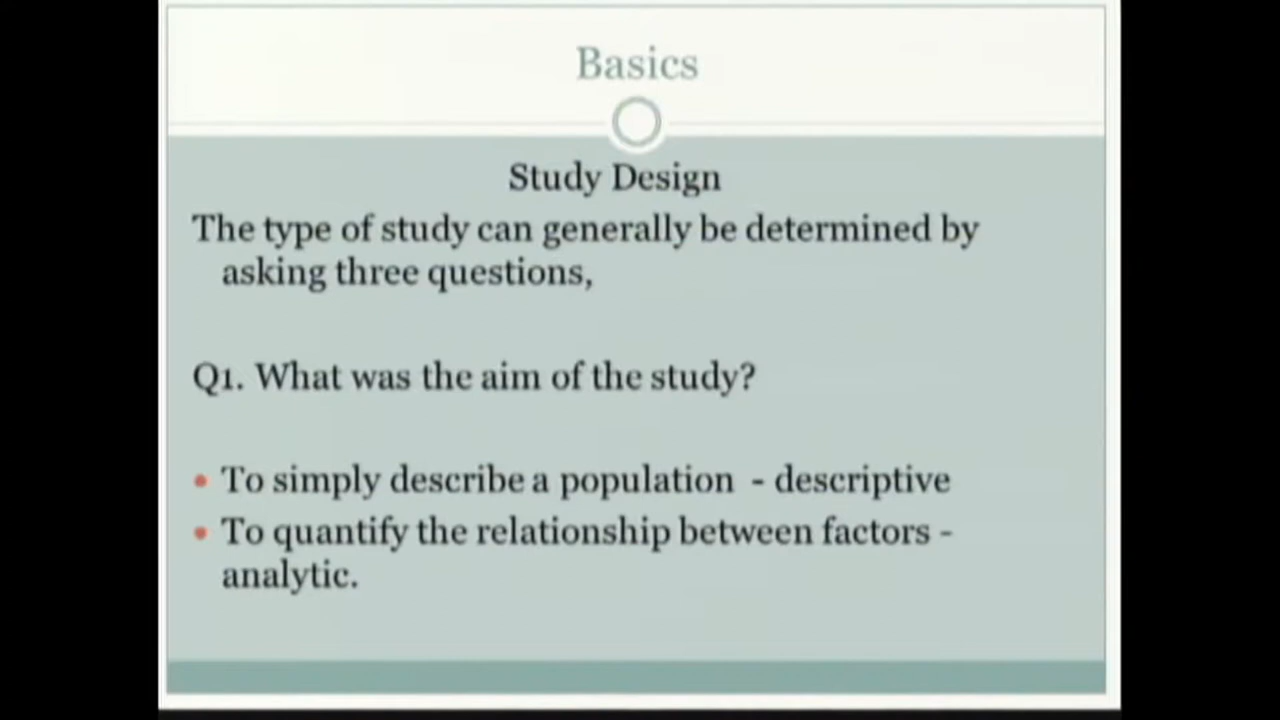 Basics
Study Design
The type of study can generally be determined by
asking three questions,
Q1. What was the aim of the study?
• To simply describe a population - descriptive
• To quantify the relationship between factors -
analytic.